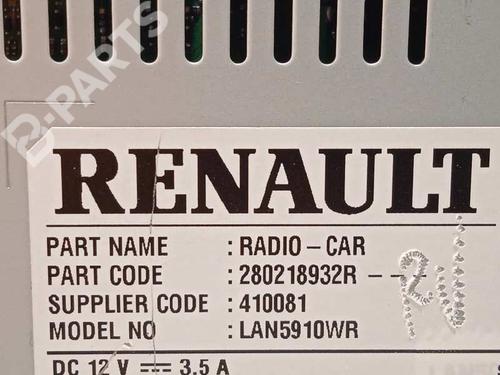 B-PARTS
RENAULT
PART NAME : RADIO-CAR
PART CODE : 280218932R--
SUPPLIER CODE : 410081
MODEL NO : LAN5910WR
DC 12 V ⎓ 3.5 A